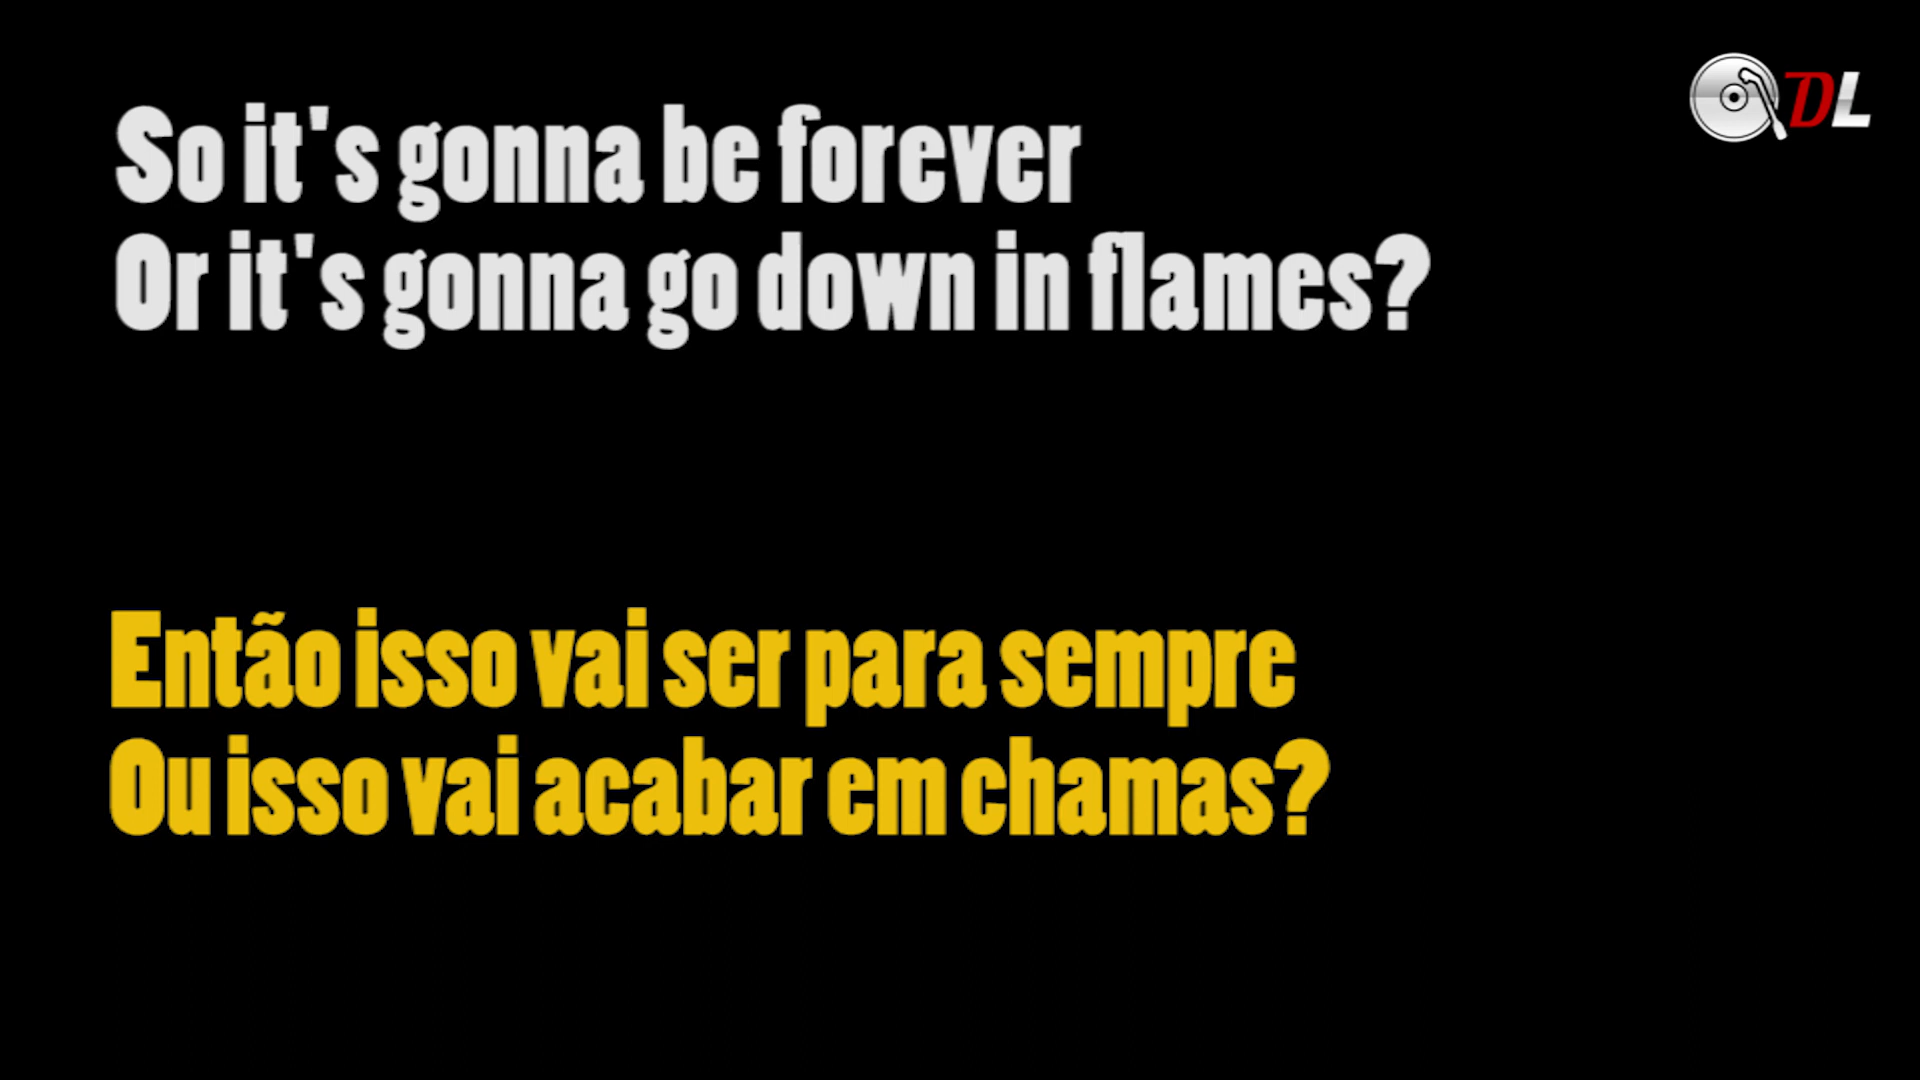 So it's gonna be forever
Or it's gonna go down in flames?
DL
Então isso vai ser para sempre
Ou isso vai acabar em chamas?